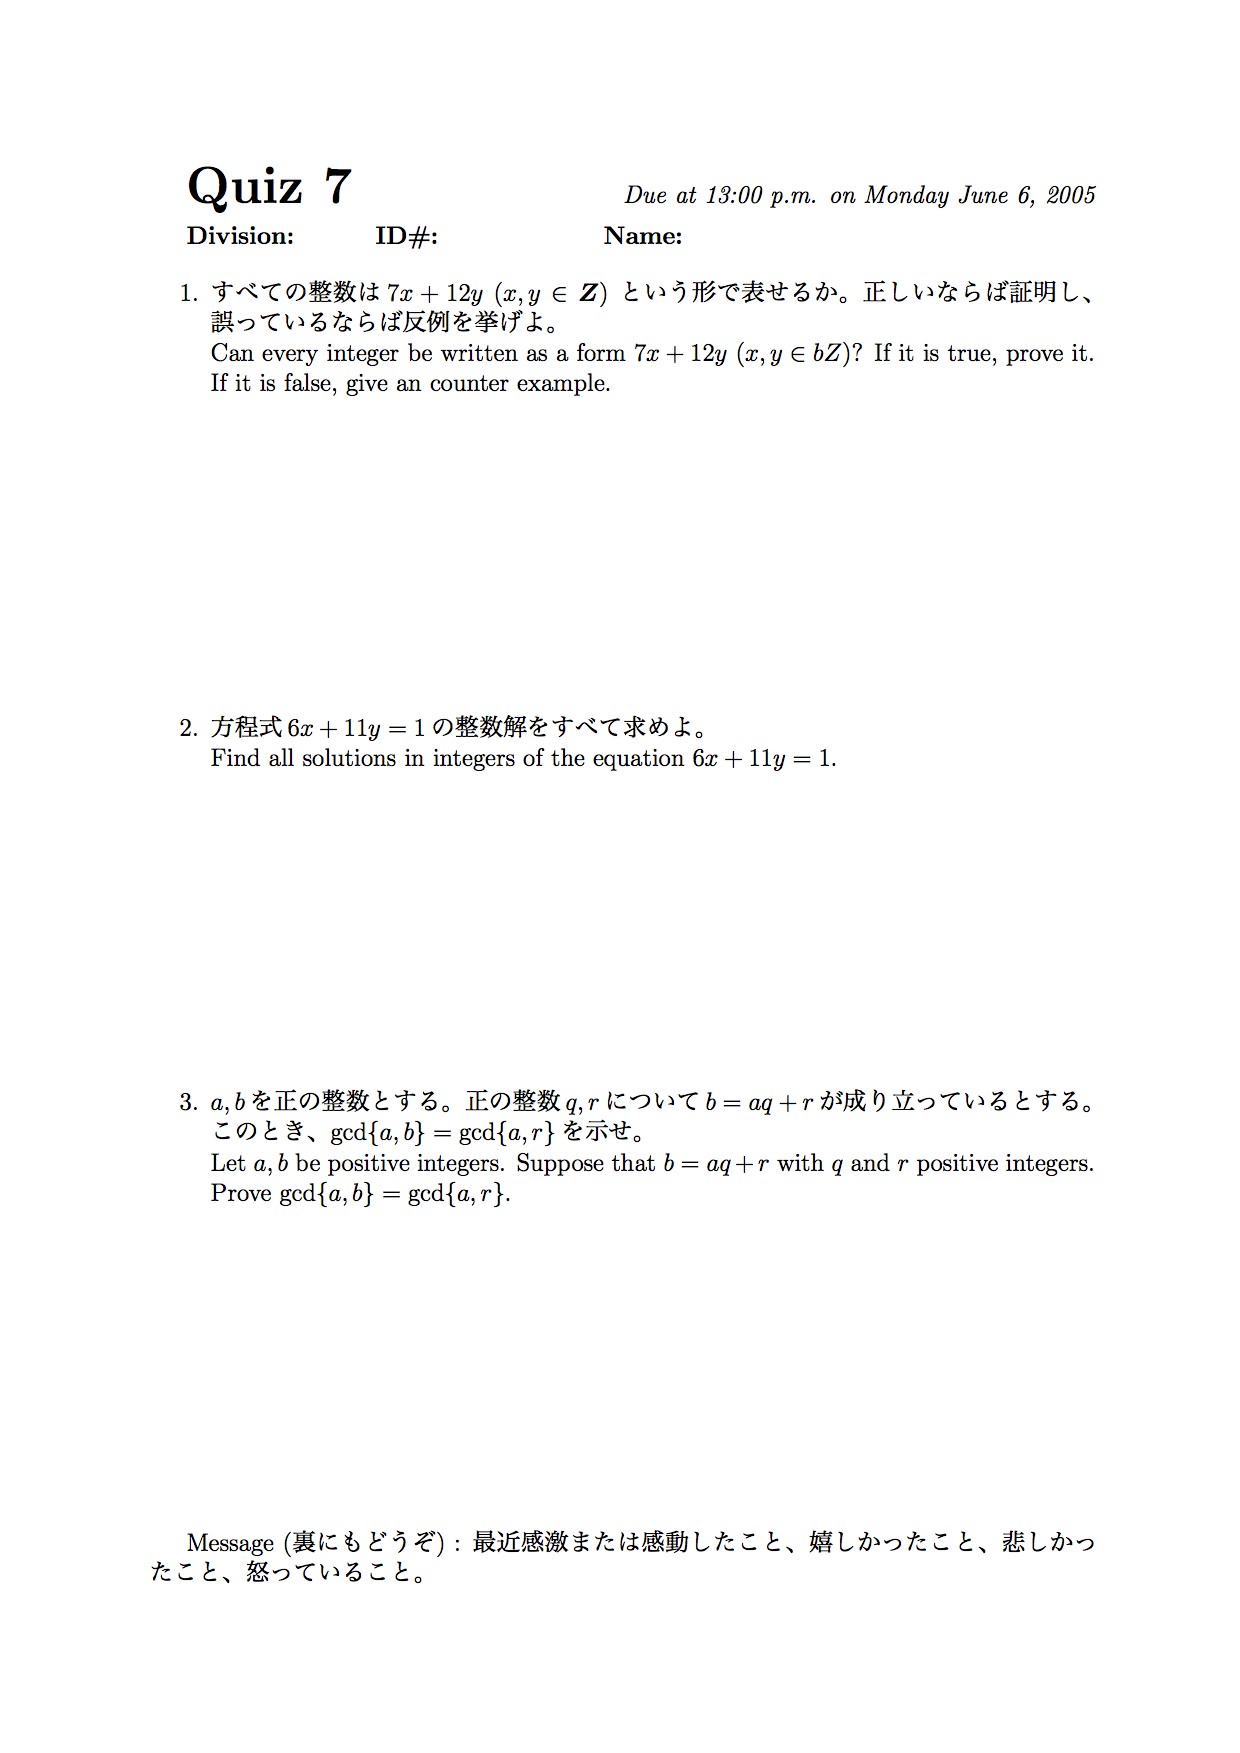 Quiz 7
Due at 13:00 p.m. on Monday June 6, 2005
Division: ID#: Name:
1. すべての整数は 7x + 12y (x, y ∈ Z) という形で表せるか。正しいならば証明し、
誤っているならば反例を挙げよ。
Can every integer be written as a form 7x + 12y (x, y ∈ bZ)? If it is true, prove it.
If it is false, give an counter example.
2. 方程式 6x + 11y = 1 の整数解をすべて求めよ。
Find all solutions in integers of the equation 6x + 11y = 1.
3. a, b を正の整数とする。正の整数 q, r について b = aq + r が成り立っているとする。
このとき、gcd{a, b} = gcd{a, r} を示せ。
Let a, b be positive integers. Suppose that b = aq + r with q and r positive integers.
Prove gcd{a, b} = gcd{a, r}.
Message (裏にもどうぞ) : 最近感激または感動したこと、嬉しかったこと、悲しかっ
たこと、怒っていること。